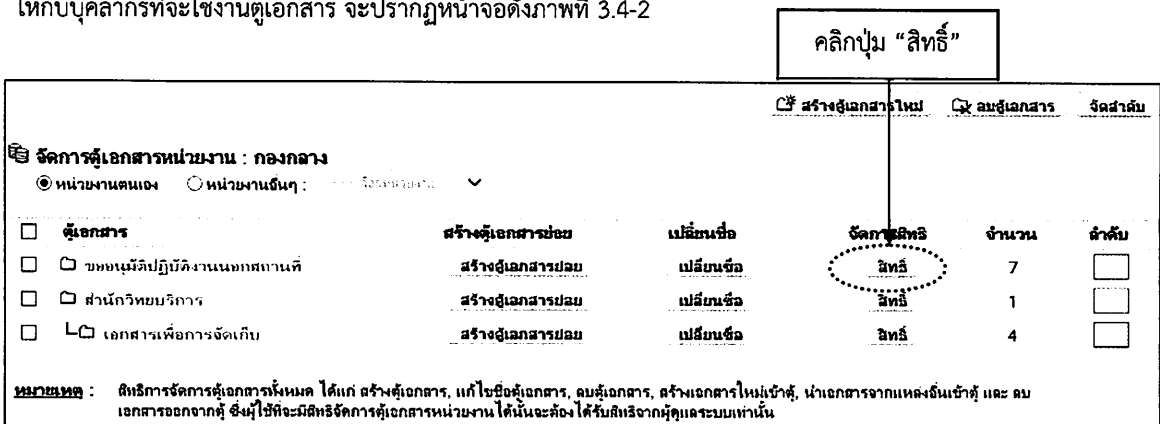 ให้กับบุคลากรที่จะใช้งานตู้เอกสาร จะปรากฏหน้าจอดังภาพที่ 3.4-2
คลิกปุ่ม “สิทธิ์”
สร้างตู้เอกสารใหม่ ลบตู้เอกสาร จัดลำดับ
จัดการตู้เอกสารหน่วยงาน : กองกลาง
หน่วยงานตนเอง หน่วยงานอื่นๆ :
ตู้เอกสาร สร้างตู้เอกสารย่อย เปลี่ยนชื่อ จัดการสิทธิ จำนวน ลำดับ
ขออนุมัติปฏิบัติงานนอกสถานที่ สร้างตู้เอกสารย่อย เปลี่ยนชื่อ สิทธิ์ 7
สำนักวิทยบริการ สร้างตู้เอกสารย่อย เปลี่ยนชื่อ สิทธิ์ 1
เอกสารเพื่อการจัดเก็บ สร้างตู้เอกสารย่อย เปลี่ยนชื่อ สิทธิ์ 4
หมายเหตุ : สิทธิการจัดการตู้เอกสารทั้งหมด ได้แก่ สร้างตู้เอกสาร, แก้ไขชื่อตู้เอกสาร, ลบตู้เอกสาร, สร้างเอกสารใหม่เข้าตู้, นำเอกสารจากแหล่งอื่นเข้าตู้ และ ลบ
เอกสารออกจากตู้ ซึ่งผู้ใช้ที่จะมีสิทธิจัดการตู้เอกสารหน่วยงานได้นั้นจะต้องได้รับสิทธิจากผู้ดูแลระบบเท่านั้น